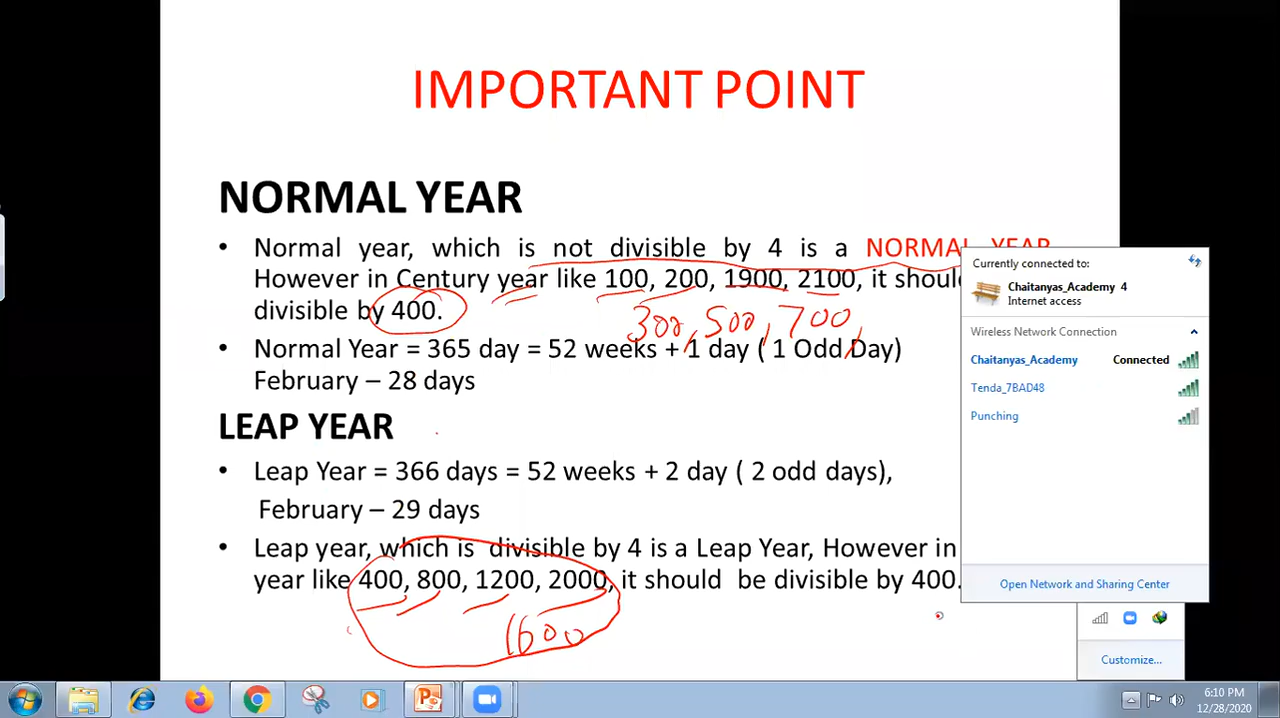 IMPORTANT POINT
NORMAL YEAR
• Normal year, which is not divisible by 4 is a NORMAL YEAR
However in Century year like 100, 200, 1900, 2100, it should
divisible by 400.
300, 500, 700,
• Normal Year = 365 day = 52 weeks + 1 day ( 1 Odd Day)
February – 28 days
LEAP YEAR
• Leap Year = 366 days = 52 weeks + 2 day ( 2 odd days),
February – 29 days
• Leap year, which is divisible by 4 is a Leap Year, However in
year like 400, 800, 1200, 2000, it should be divisible by 400.
1600
Currently connected to:
Chaitanyas_Academy 4
Internet access
Wireless Network Connection
Chaitanyas_Academy Connected
Tenda_7BAD48
Punching
Open Network and Sharing Center
Customize...
6:10 PM
12/28/2020